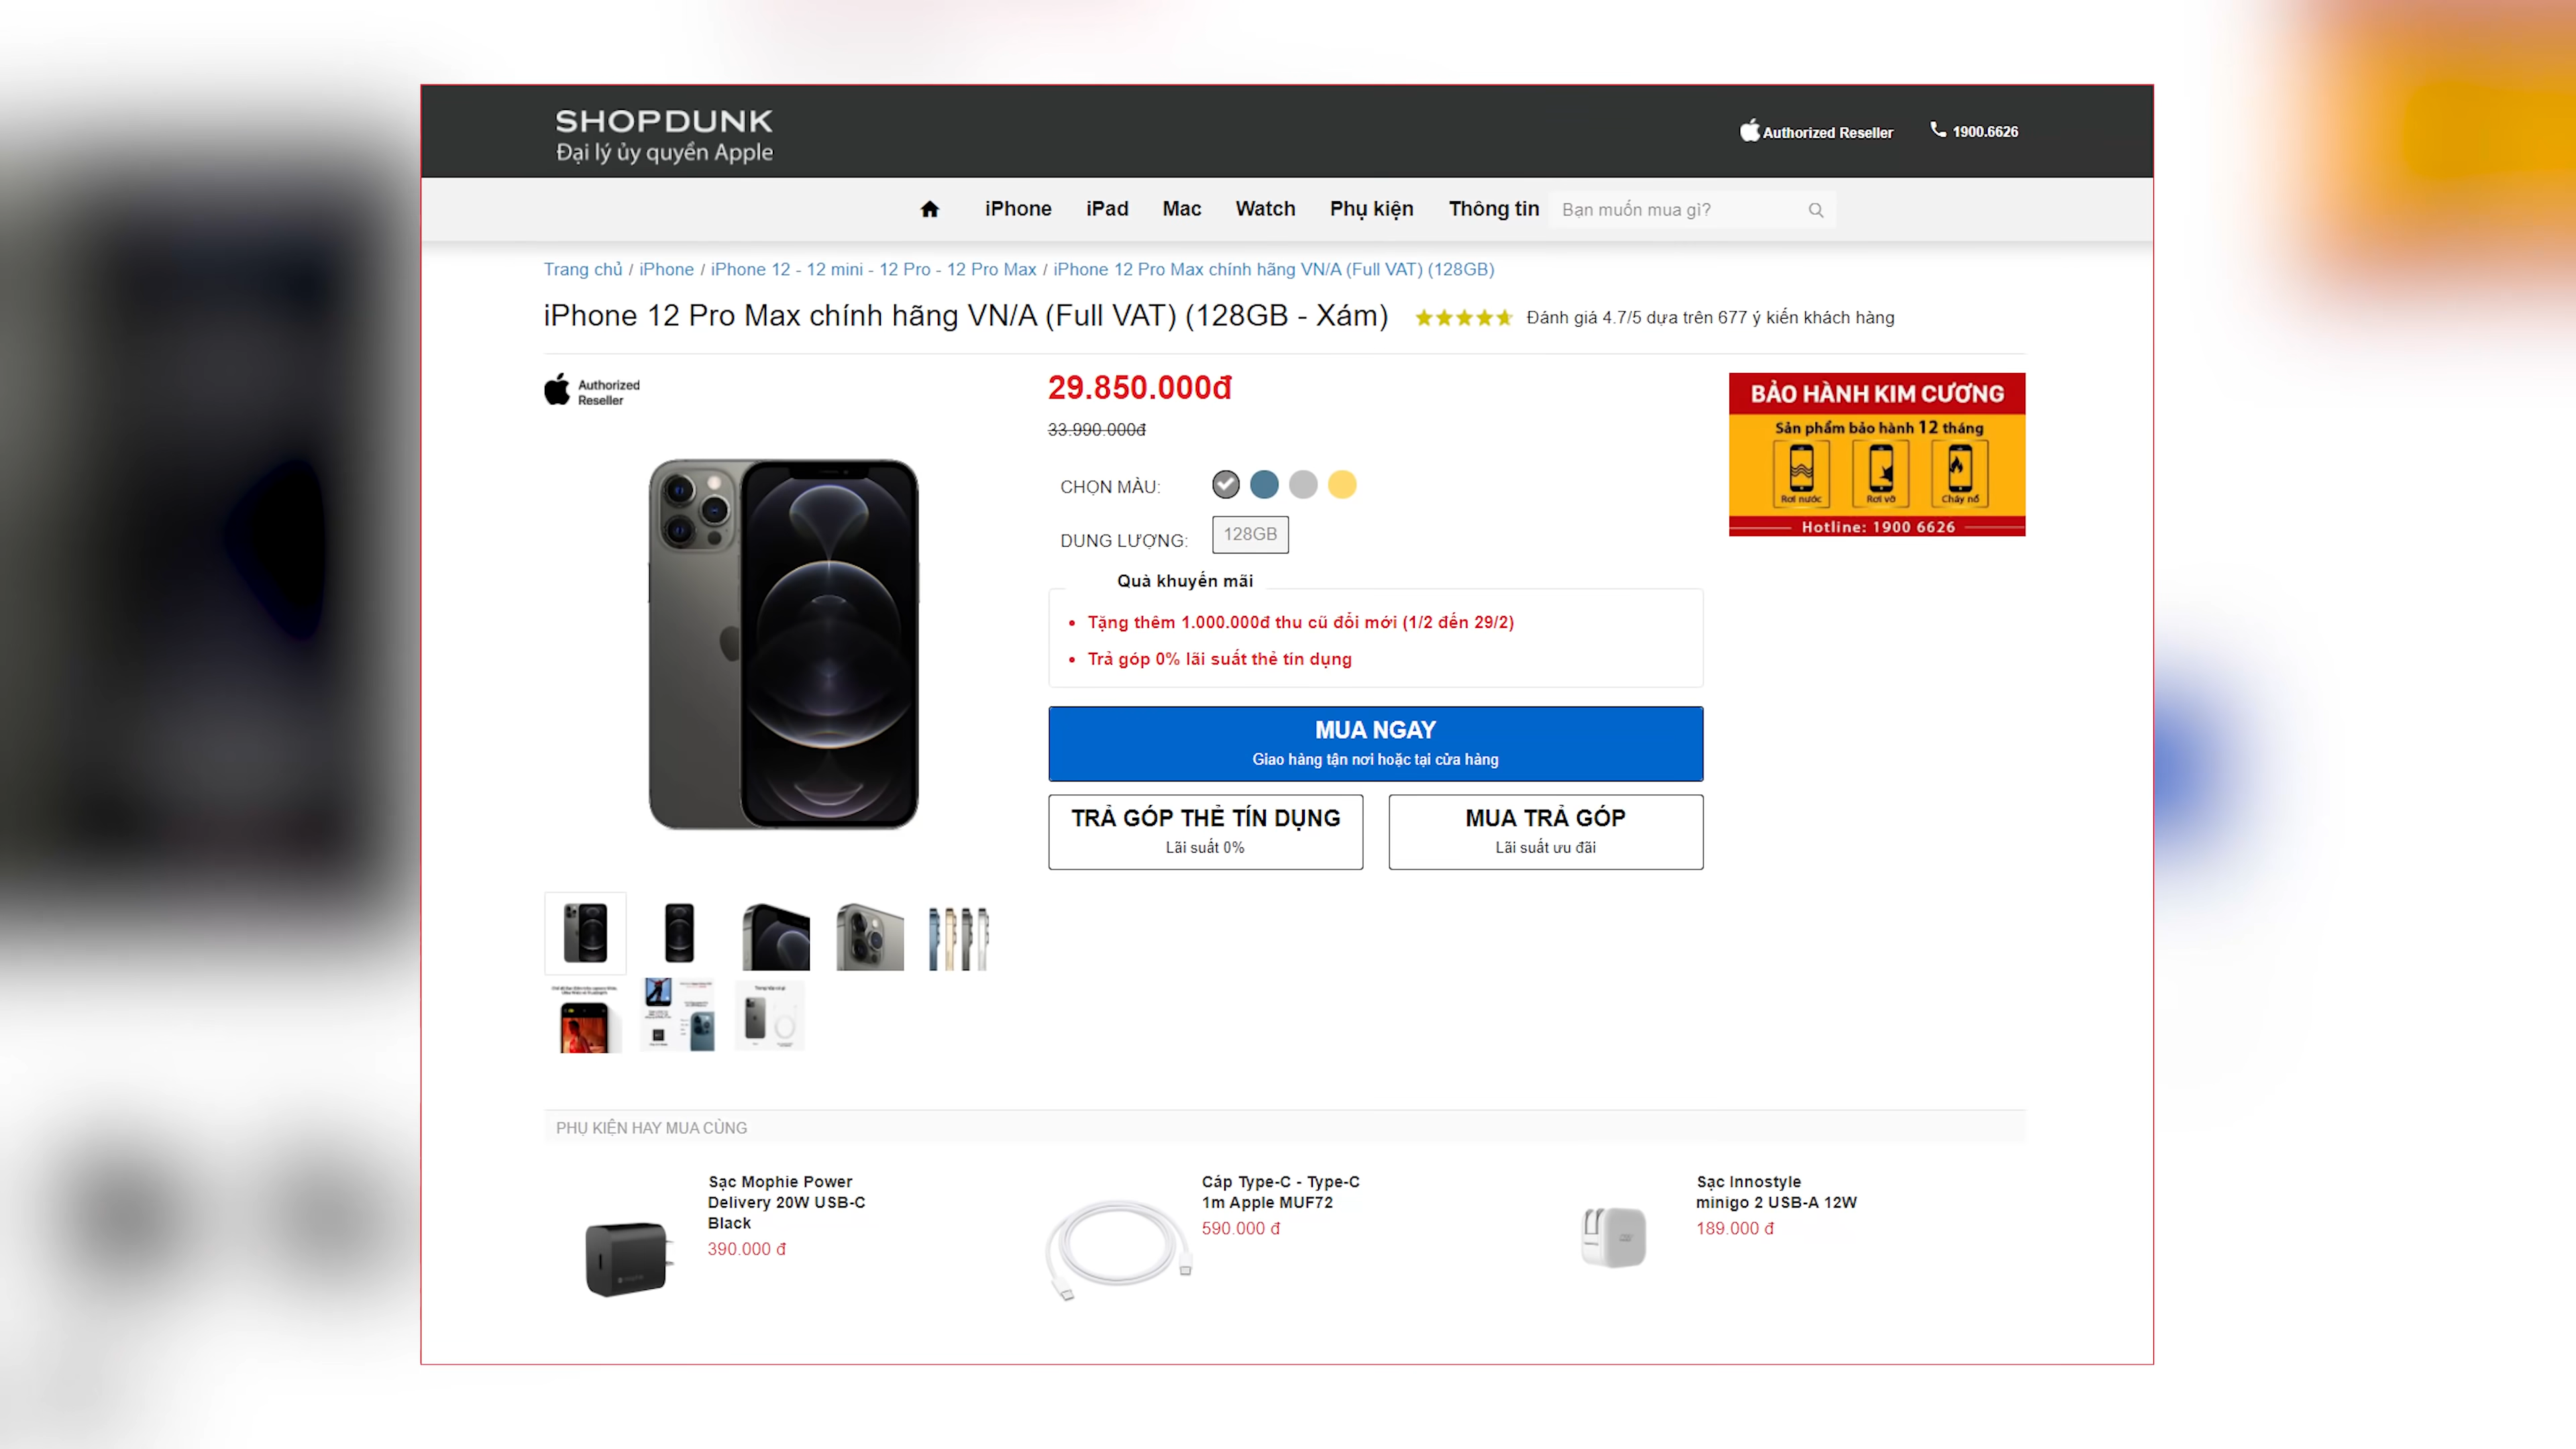 SHOPDUNK
Đại lý ủy quyền Apple
Authorized Reseller
1900.6626
iPhone
iPad
Mac
Watch
Phụ kiện
Thông tin
Bạn muốn mua gì?
Trang chủ / iPhone / iPhone 12 - 12 mini - 12 Pro - 12 Pro Max / iPhone 12 Pro Max chính hãng VN/A (Full VAT) (128GB)
iPhone 12 Pro Max chính hãng VN/A (Full VAT) (128GB - Xám)
Đánh giá 4.7/5 dựa trên 677 ý kiến khách hàng
Authorized
Reseller
29.850.000đ
33.990.000đ
CHỌN MÀU:
DUNG LƯỢNG:
128GB
Quà khuyến mãi
Tặng thêm 1.000.000đ thu cũ đổi mới (1/2 đến 29/2)
Trả góp 0% lãi suất thẻ tín dụng
MUA NGAY
Giao hàng tận nơi hoặc tại cửa hàng
TRẢ GÓP THẺ TÍN DỤNG
Lãi suất 0%
MUA TRẢ GÓP
Lãi suất ưu đãi
BẢO HÀNH KIM CƯƠNG
Sản phẩm bảo hành 12 tháng
Rơi nước
Rơi vỡ
Cháy nổ
Hotline: 1900 6626
PHỤ KIỆN HAY MUA CÙNG
Sạc Mophie Power
Delivery 20W USB-C
Black
390.000 đ
Cáp Type-C - Type-C
1m Apple MUF72
590.000 đ
Sạc Innostyle
minigo 2 USB-A 12W
189.000 đ